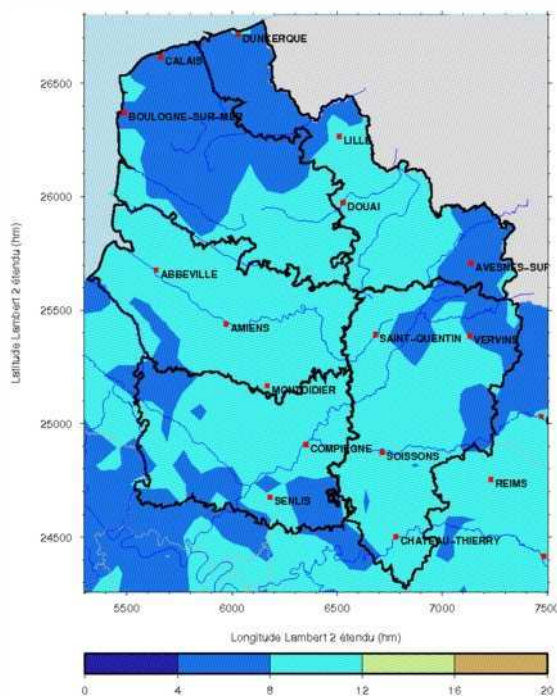 DUNKERQUE
CALAIS
26500
BOULOGNE-SUR-MER
LILLE
26000
DOUAI
ABBEVILLE
AVESNES-SUR
25500
AMIENS
SAINT-QUENTIN
VERVINS
MONTDIDIER
25000
COMPIEGNE
SOISSONS
REIMS
SENLIS
24500
CHATEAU-THIERRY
5500 6000 6500 7000 7500
Latitude Lambert 2 étendu (hm)
Longitude Lambert 2 étendu (hm)
0 4 8 12 16 20